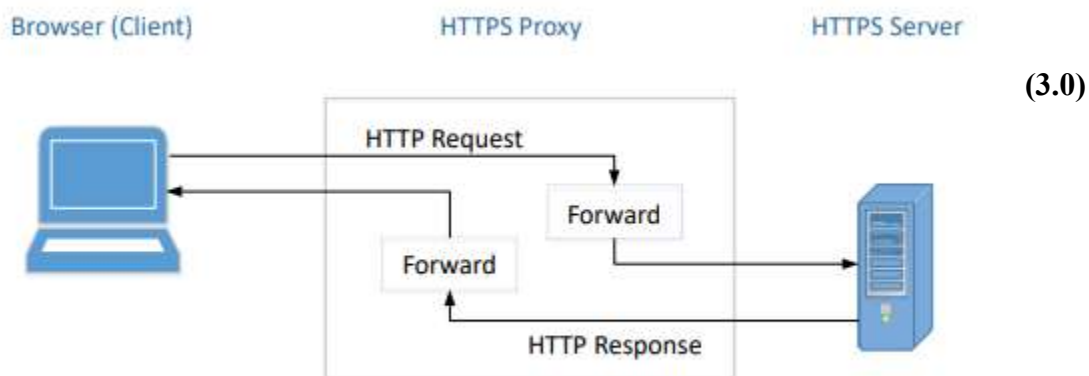 Browser (Client) HTTPS Proxy HTTPS Server
(3.0)
HTTP Request
Forward
Forward
HTTP Response